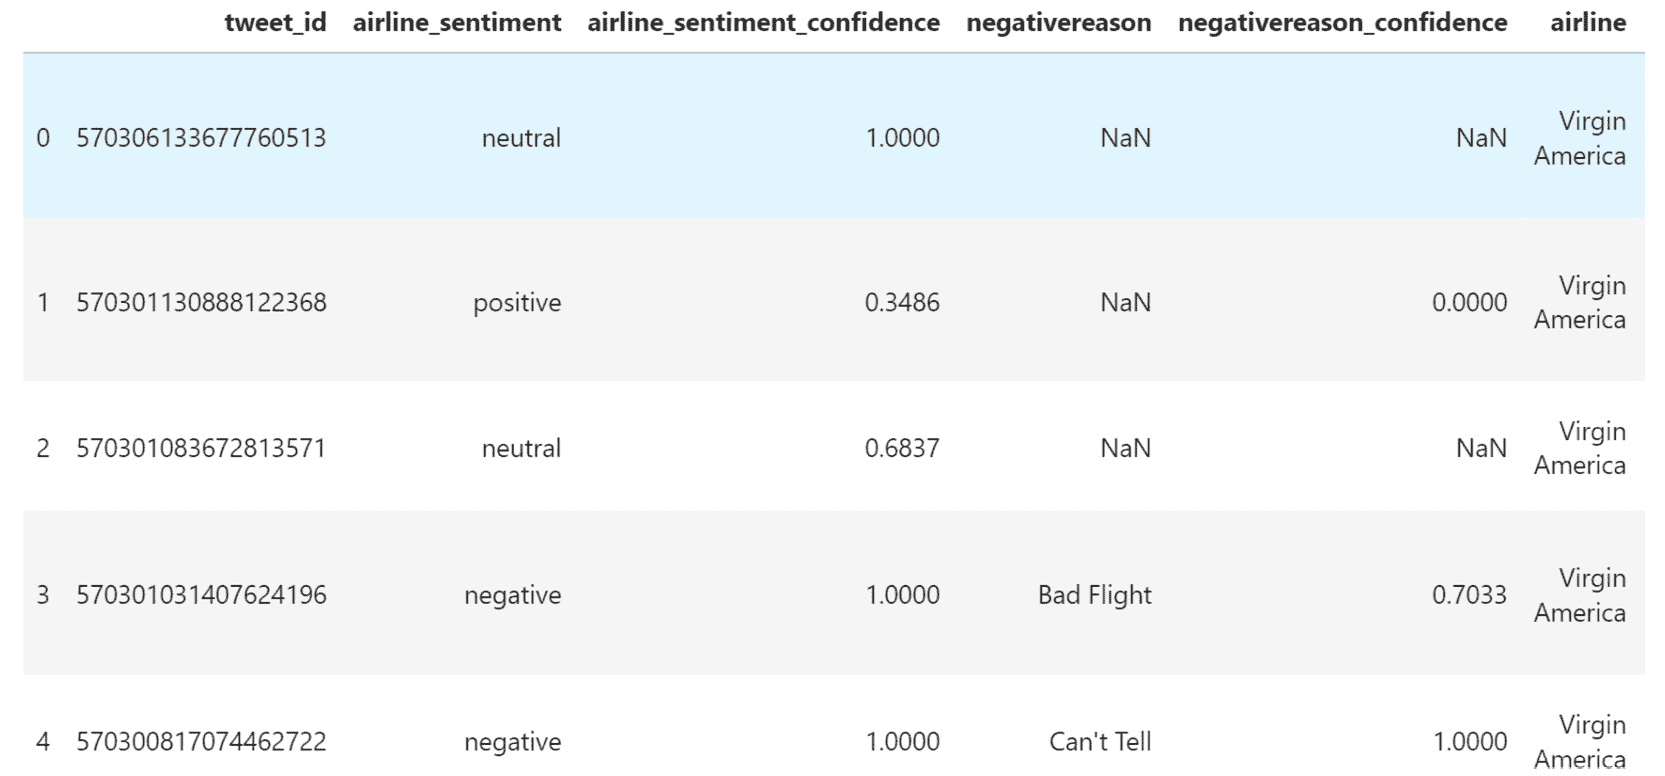 tweet_id airline_sentiment airline_sentiment_confidence negativereason negativereason_confidence airline
0 570306133677760513 neutral 1.0000 NaN NaN Virgin
America
1 570301130888122368 positive 0.3486 NaN 0.0000 Virgin
America
2 570301083672813571 neutral 0.6837 NaN NaN Virgin
America
3 570301031407624196 negative 1.0000 Bad Flight 0.7033 Virgin
America
4 570300817074462722 negative 1.0000 Can't Tell 1.0000 Virgin
America